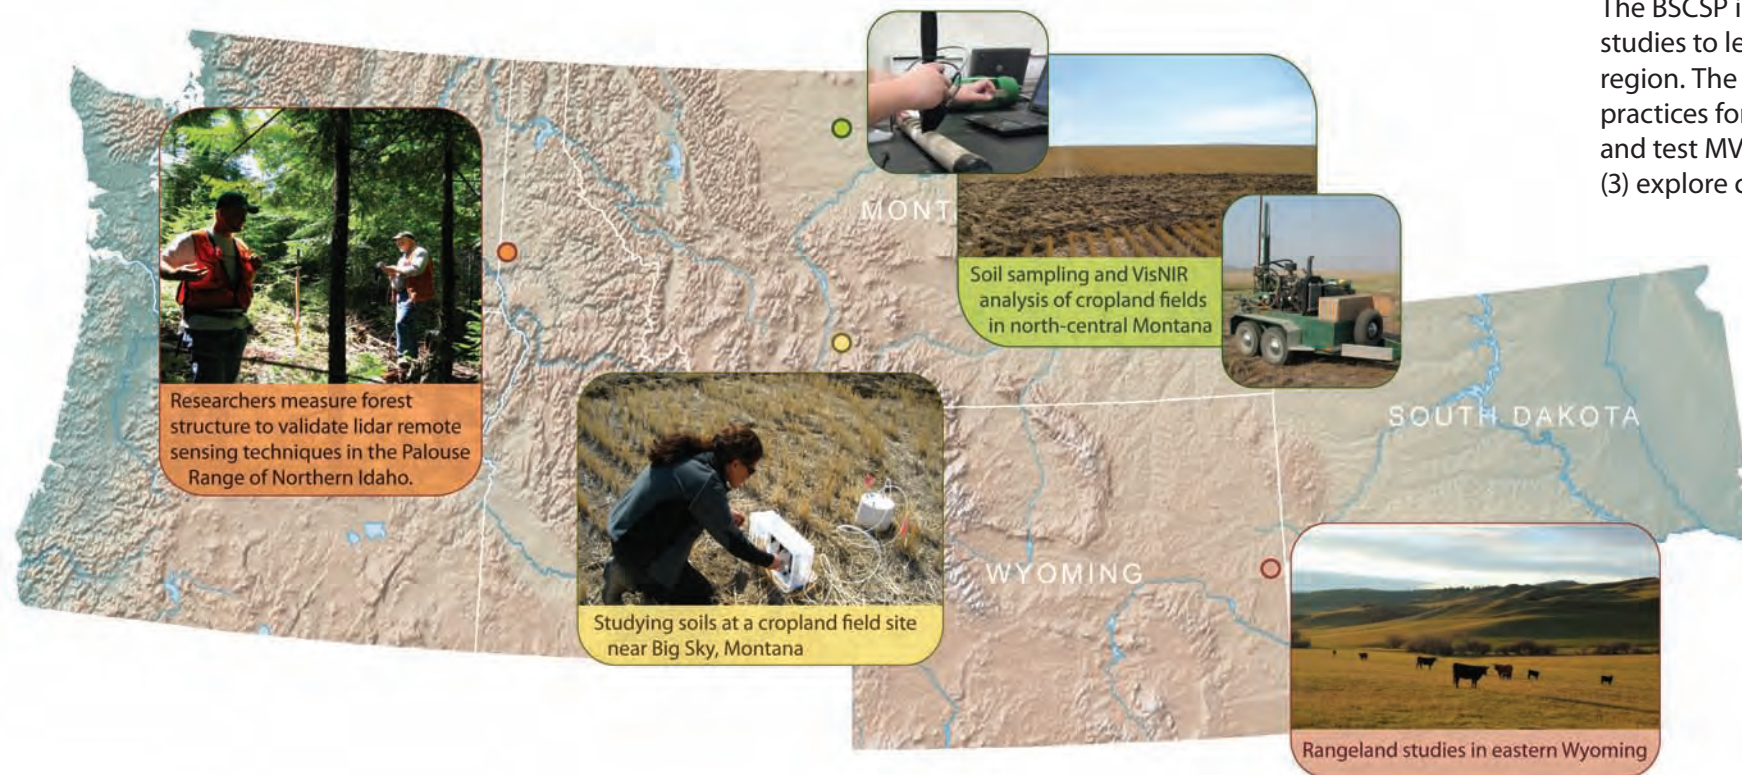 The BSCSP i
studies to le
region. The
practices for
and test MV
(3) explore
MONT
Soil sampling and VisNIR
analysis of cropland fields
in north-central Montana
Researchers measure forest
structure to validate lidar remote
sensing techniques in the Palouse
Range of Northern Idaho.
SOUTH DAKOTA
WYOMING
Studying soils at a cropland field site
near Big Sky, Montana
Rangeland studies in eastern Wyoming